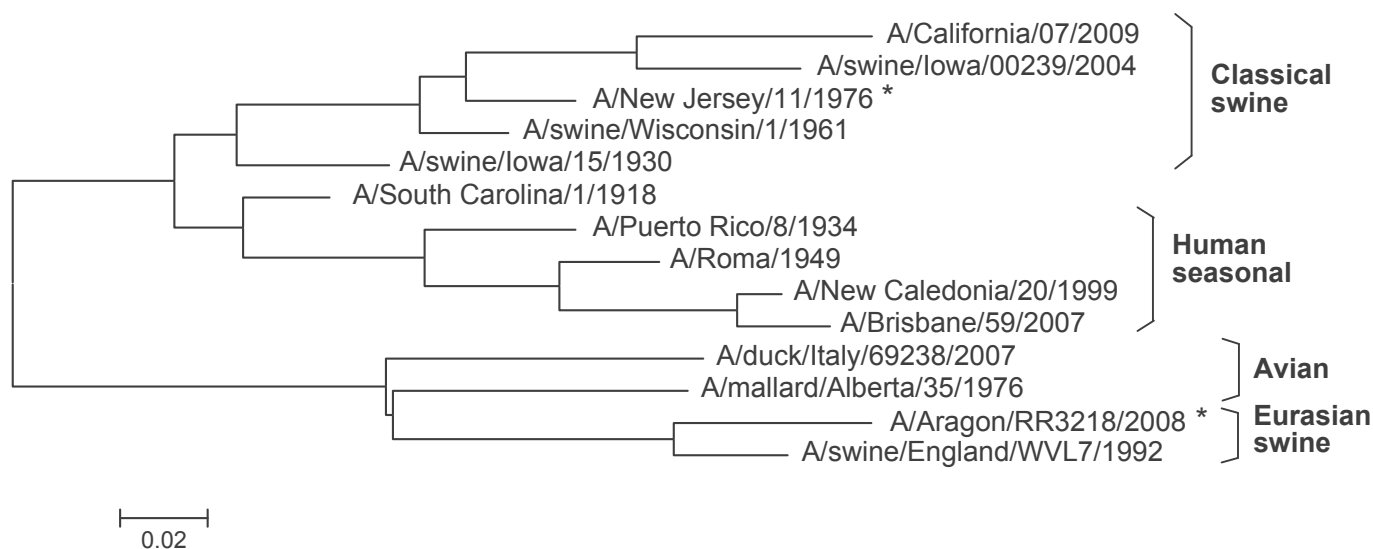 A/California/07/2009
A/swine/Iowa/00239/2004
A/New Jersey/11/1976 *
A/swine/Wisconsin/1/1961
A/swine/Iowa/15/1930
Classical
swine
A/South Carolina/1/1918
A/Puerto Rico/8/1934
A/Roma/1949
A/New Caledonia/20/1999
A/Brisbane/59/2007
Human
seasonal
A/duck/Italy/69238/2007
A/mallard/Alberta/35/1976
Avian
A/Aragon/RR3218/2008 *
A/swine/England/WVL7/1992
Eurasian
swine
0.02